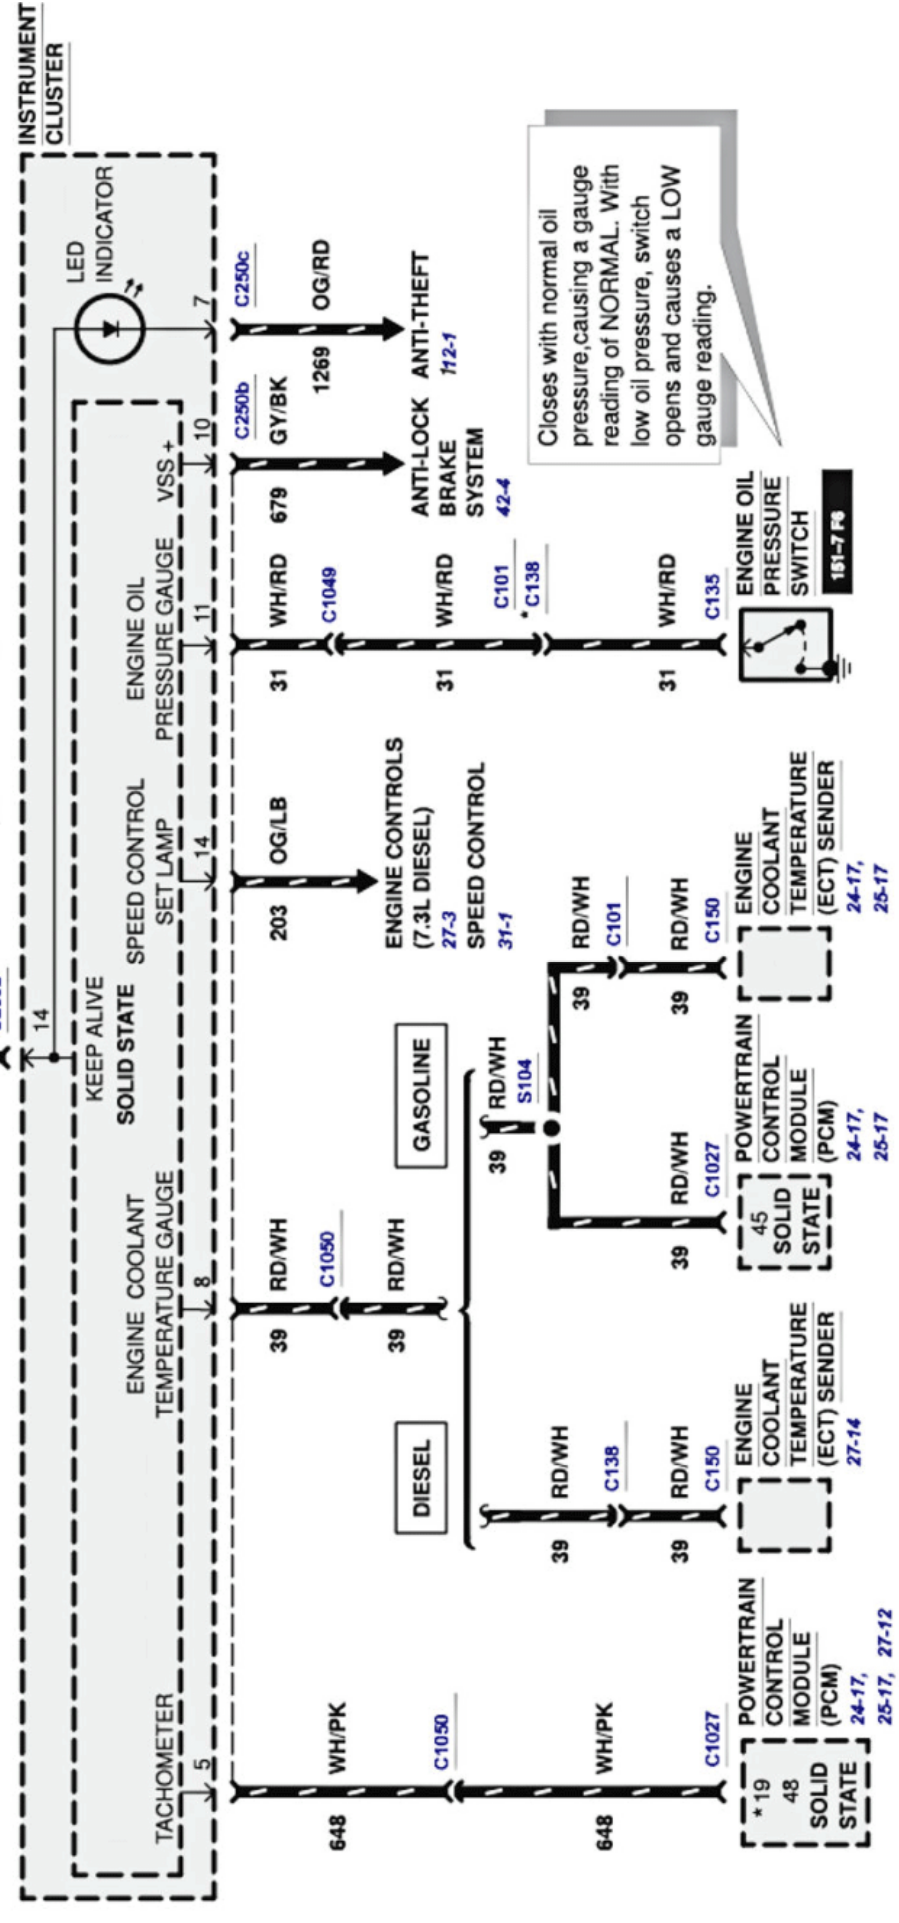 INSTRUMENT
CLUSTER
14
KEEP ALIVE
SOLID STATE
LED
INDICATOR
TACHOMETER
5
ENGINE COOLANT
TEMPERATURE GAUGE
8
SPEED CONTROL
SET LAMP
14
ENGINE OIL
PRESSURE GAUGE
11
VSS +
10
7
C250b
C250c
648
WH/PK
C1050
648
WH/PK
C1027
*19
48
SOLID
STATE
POWERTRAIN
CONTROL
MODULE
(PCM)
24-17,
25-17, 27-12
39
RD/WH
C1050
39
RD/WH
DIESEL
39
RD/WH
C138
39
RD/WH
C150
ENGINE
COOLANT
TEMPERATURE
(ECT) SENDER
27-14
GASOLINE
39
RD/WH
S104
39
RD/WH
C1027
45
SOLID
STATE
POWERTRAIN
CONTROL
MODULE
(PCM)
24-17,
25-17
39
RD/WH
C101
39
RD/WH
C150
ENGINE
COOLANT
TEMPERATURE
(ECT) SENDER
24-17,
25-17
203
OG/LB
ENGINE CONTROLS
(7.3L DIESEL)
27-3
SPEED CONTROL
31-1
31
WH/RD
C1049
31
WH/RD
C101
* C138
31
WH/RD
C135
ENGINE OIL
PRESSURE
SWITCH
151-7 F6
679
GY/BK
ANTI-LOCK
BRAKE
SYSTEM
42-4
1269
OG/RD
ANTI-THEFT
112-1
Closes with normal oil
pressure,causing a gauge
reading of NORMAL. With
low oil pressure, switch
opens and causes a LOW
gauge reading.